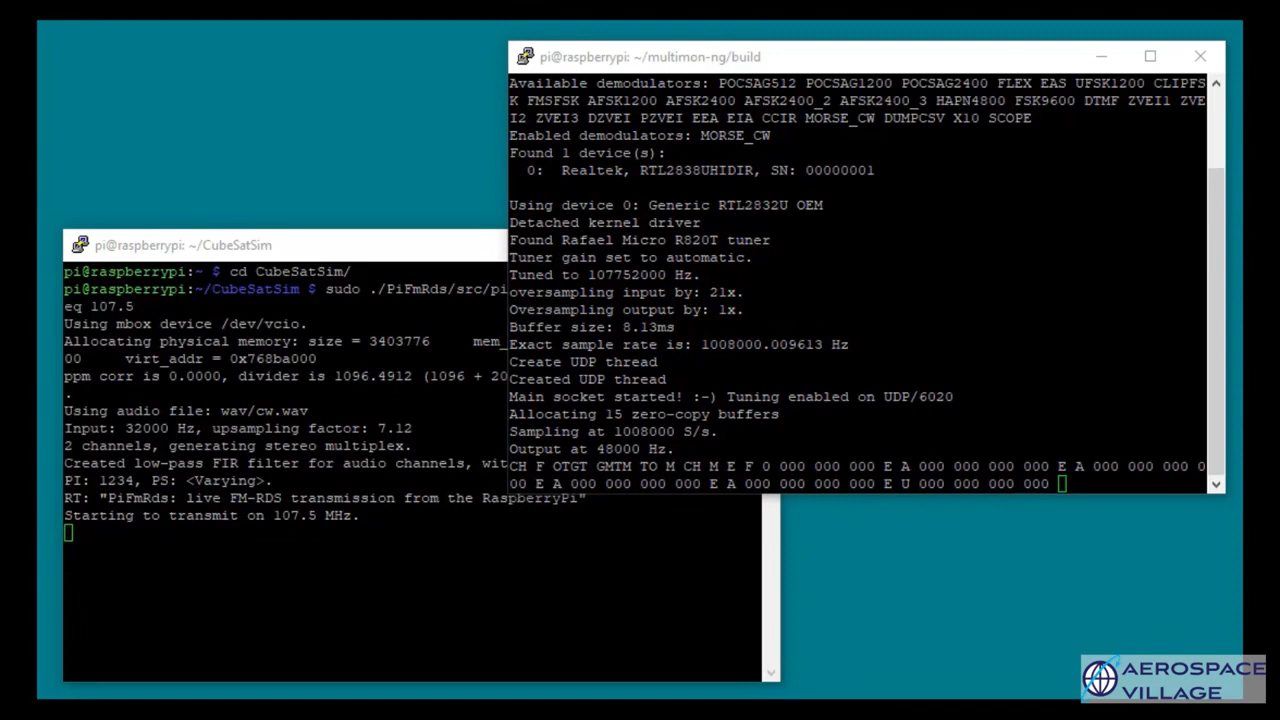 pi@raspberrypi: ~/multimon-ng/build
Available demodulators: POCSAG512 POCSAG1200 POCSAG2400 FLEX EAS UFSK1200 CLIPFS
K FMSFSK AFSK1200 AFSK2400 AFSK2400_2 AFSK2400_3 HAPN4800 FSK9600 DTMF ZVEI1 ZVE
I2 ZVEI3 DZVEI PZVEI EEA EIA CCIR MORSE_CW DUMPCSV X10 SCOPE
Enabled demodulators: MORSE_CW
Found 1 device(s):
0: Realtek, RTL2838UHIDIR, SN: 00000001
Using device 0: Generic RTL2832U OEM
Detached kernel driver
Found Rafael Micro R820T tuner
Tuner gain set to automatic.
Tuned to 107752000 Hz.
oversampling input by: 21x.
Oversampling output by: 1x.
Buffer size: 8.13ms
Exact sample rate is: 1008000.009613 Hz
Create UDP thread
Created UDP thread
Main socket started! :-) Tuning enabled on UDP/6020
Allocating 15 zero-copy buffers
Sampling at 1008000 S/s.
Output at 48000 Hz.
CH F OTGT GMTM TO M CH M E F 0 000 000 000 E A 000 000 000 000 E A 000 000 000 0
00 E A 000 000 000 000 E A 000 000 000 000 E U 000 000 000 000
pi@raspberrypi: ~/CubeSatSim
pi@raspberrypi:~ $ cd CubeSatSim/
pi@raspberrypi:~/CubeSatSim $ sudo ./PiFmRds/src/pi
eq 107.5
Using mbox device /dev/vcio.
Allocating physical memory: size = 3403776 mem_
00 virt_addr = 0x768ba000
ppm corr is 0.0000, divider is 1096.4912 (1096 + 20
.
Using audio file: wav/cw.wav
Input: 32000 Hz, upsampling factor: 7.12
2 channels, generating stereo multiplex.
Created low-pass FIR filter for audio channels, wit
PI: 1234, PS: <Varying>.
RT: "PiFmRds: live FM-RDS transmission from the RaspberryPi"
Starting to transmit on 107.5 MHz.
AEROSPACE
VILLAGE